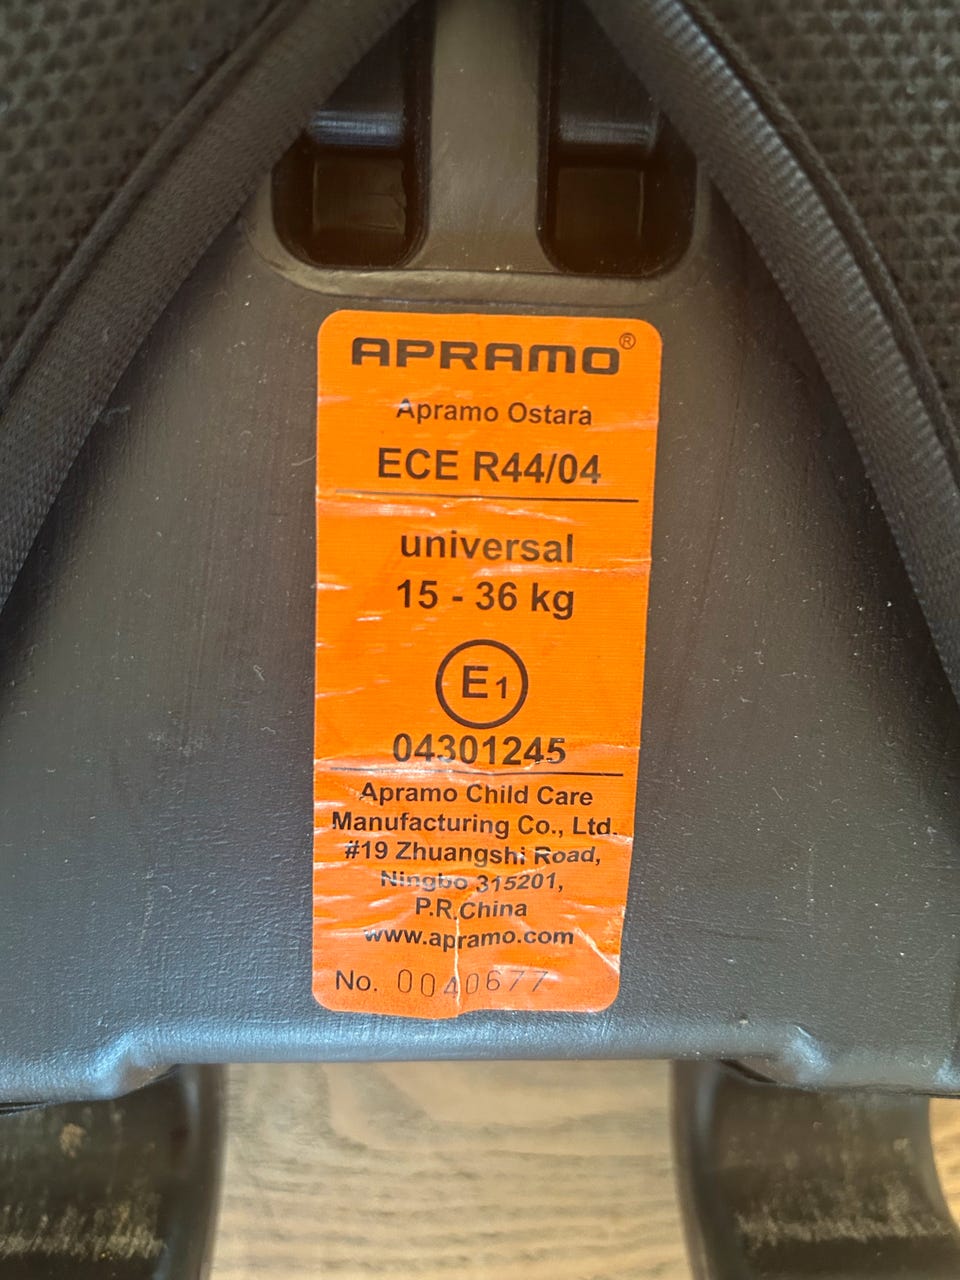 APRAMO®
Apramo Ostara
ECE R44/04
universal
15 - 36 kg
E1
04301245
Apramo Child Care
Manufacturing Co., Ltd.
#19 Zhuangshi Road,
Ningbo 315201,
P.R.China
www.apramo.com
No. 0040677